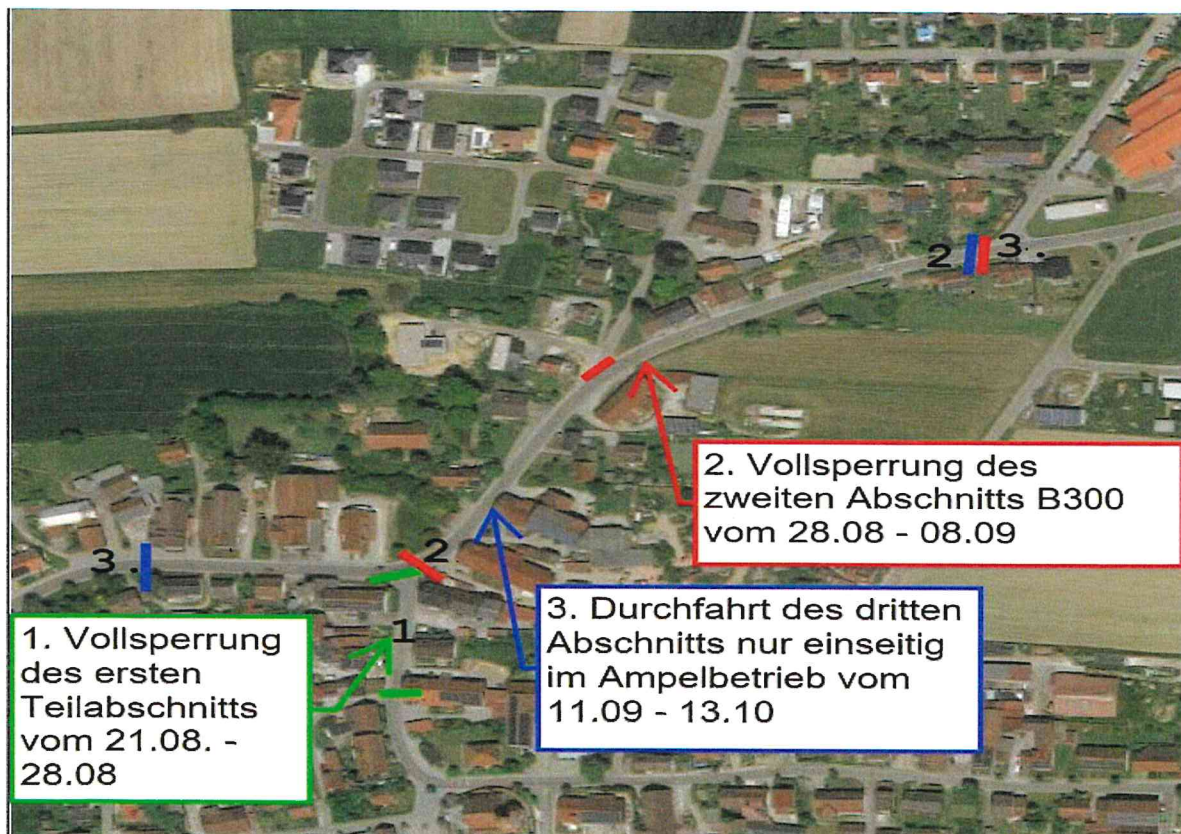 2 3.
2. Vollsperrung des
zweiten Abschnitts B300
vom 28.08 - 08.09
3.
2
3. Durchfahrt des dritten
Abschnitts nur einseitig
im Ampelbetrieb vom
11.09 - 13.10
1
1. Vollsperrung
des ersten
Teilabschnitts
vom 21.08. -
28.08